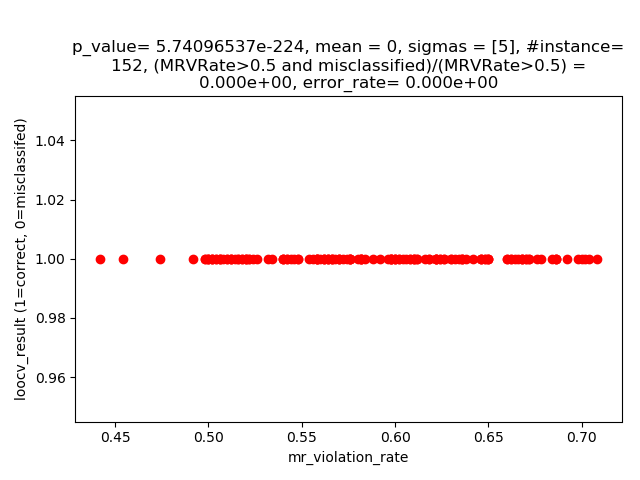 p_value= 5.74096537e-224, mean = 0, sigmas = [5], #instance=
152, (MRVRate>0.5 and misclassified)/(MRVRate>0.5) =
0.000e+00, error_rate= 0.000e+00
1.04
1.02
1.00
0.98
0.96
loocv_result (1=correct, 0=misclassifed)
0.45 0.50 0.55 0.60 0.65 0.70
mr_violation_rate